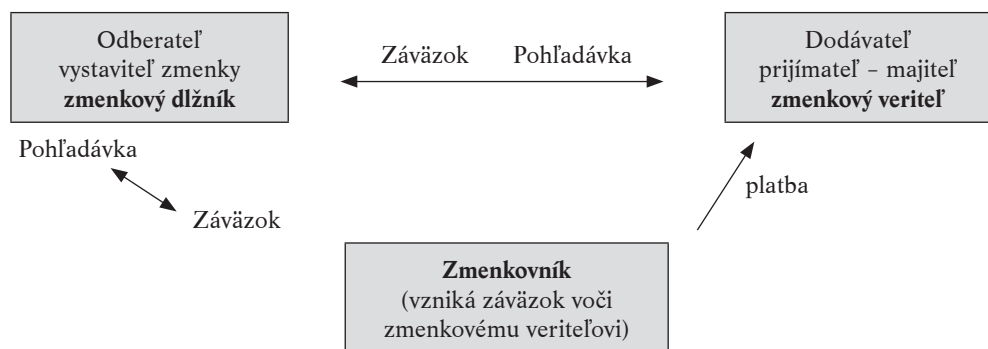 Odberateľ
vystaviteľ zmenky
zmenkový dlžník
Záväzok Pohľadávka
Dodávateľ
prijímateľ – majiteľ
zmenkový veriteľ
Pohľadávka
Záväzok
platba
Zmenkovník
(vzniká záväzok voči
zmenkovému veriteľovi)